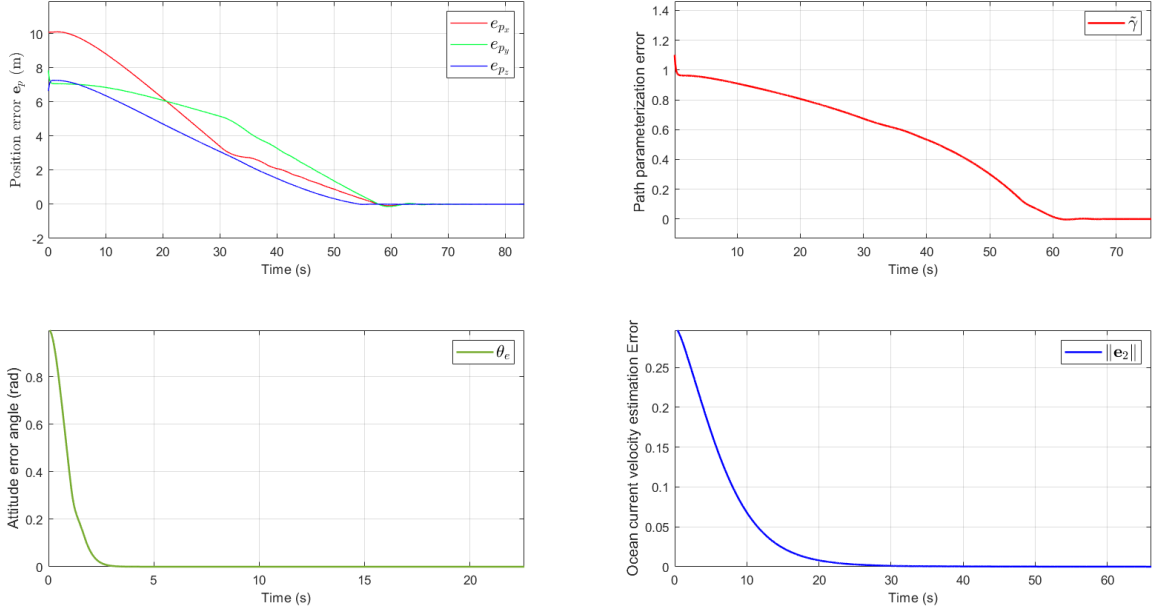 Position error e_p (m)
10
8
6
4
2
0
-2
0 10 20 30 40 50 60 70 80
Time (s)
e_{p_x}
e_{p_y}
e_{p_z}
Path parameterization error
1.4
1.2
1
0.8
0.6
0.4
0.2
0
10 20 30 40 50 60 70
Time (s)
γ̃
Attitude error angle (rad)
0.8
0.6
0.4
0.2
0
0 5 10 15 20
Time (s)
θ_e
Ocean current velocity estimation Error
0.25
0.2
0.15
0.1
0.05
0
0 10 20 30 40 50 60
Time (s)
||e_2||